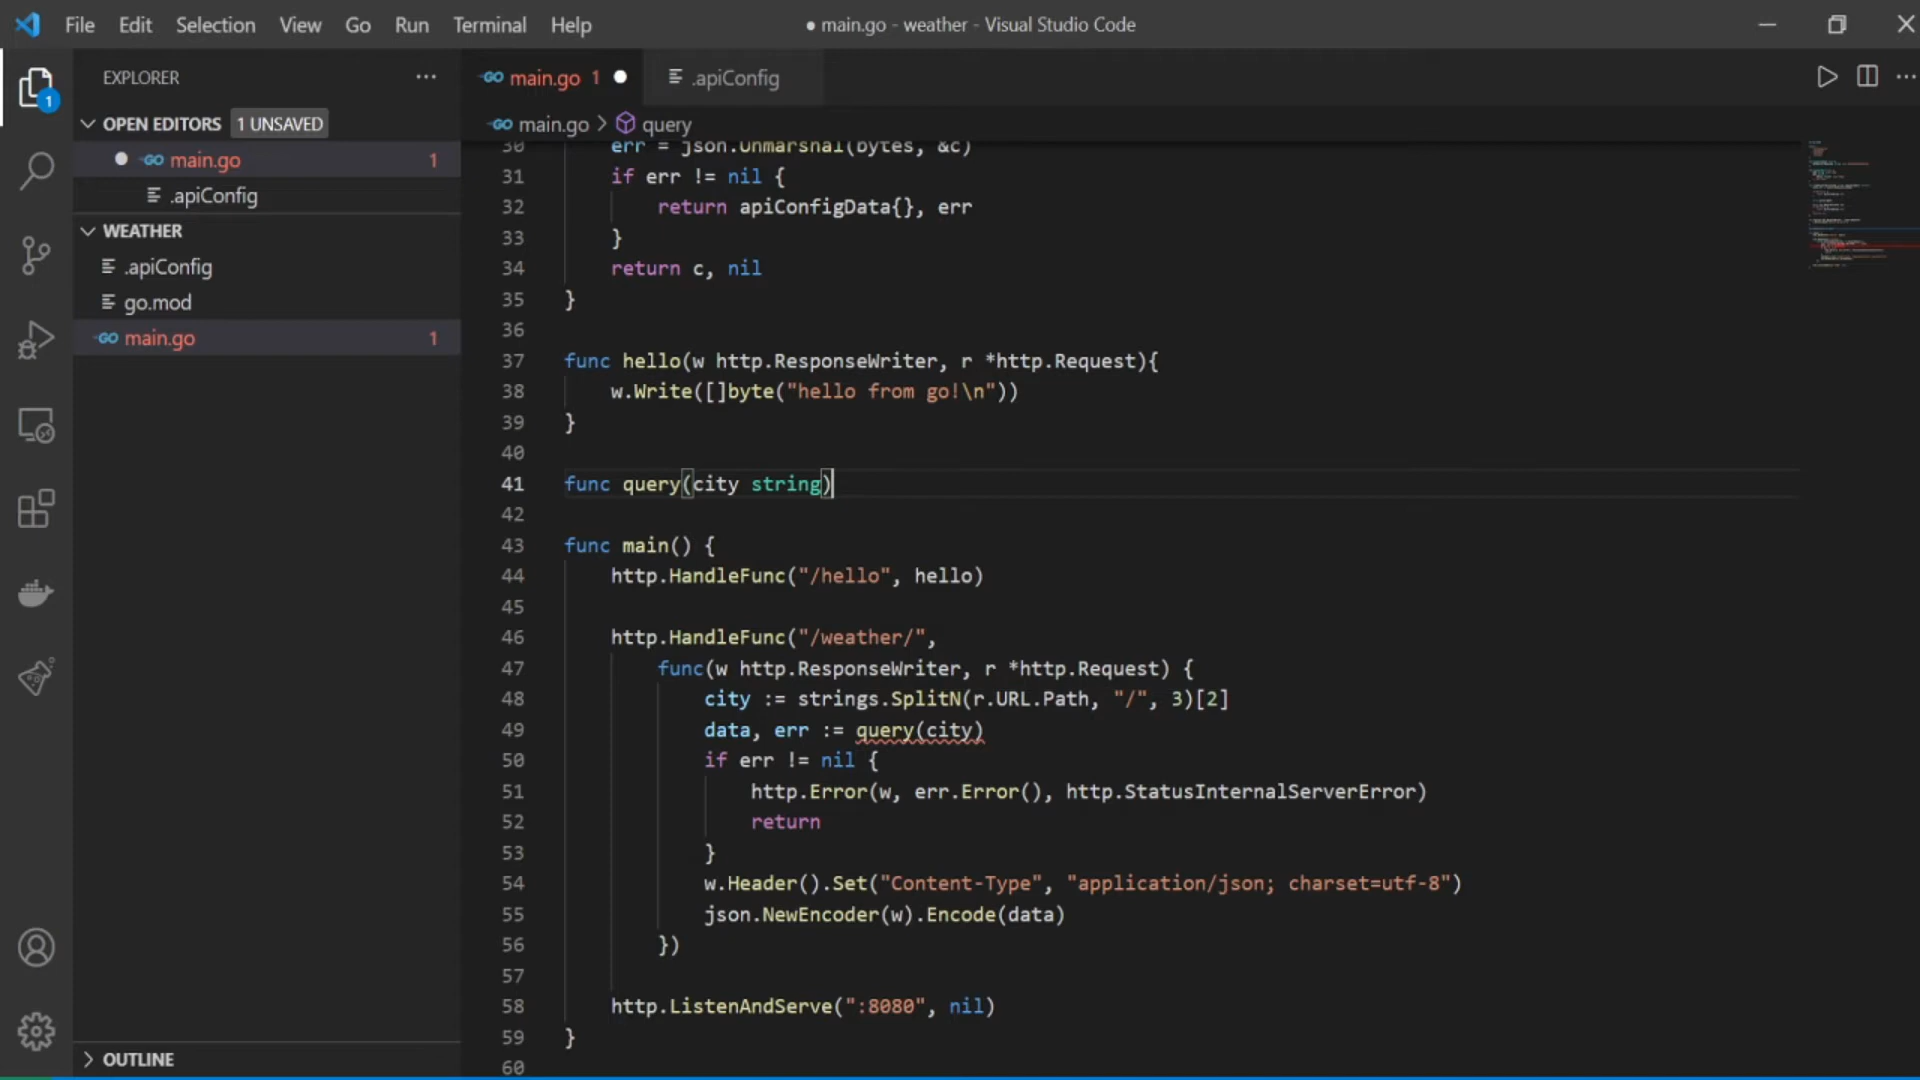 File Edit Selection View Go Run Terminal Help
● main.go - weather - Visual Studio Code
EXPLORER
OPEN EDITORS 1 UNSAVED
main.go 1
.apiConfig
WEATHER
.apiConfig
go.mod
main.go 1
OUTLINE
1
main.go 1
.apiConfig
main.go > query
30 err = json.Unmarshal(bytes, &c)
31 if err != nil {
32 return apiConfigData{}, err
33 }
34 return c, nil
35 }
36
37 func hello(w http.ResponseWriter, r *http.Request){
38 w.Write([]byte("hello from go!\n"))
39 }
40
41 func query(city string)
42
43 func main() {
44 http.HandleFunc("/hello", hello)
45
46 http.HandleFunc("/weather/",
47 func(w http.ResponseWriter, r *http.Request) {
48 city := strings.SplitN(r.URL.Path, "/", 3)[2]
49 data, err := query(city)
50 if err != nil {
51 http.Error(w, err.Error(), http.StatusInternalServerError)
52 return
53 }
54 w.Header().Set("Content-Type", "application/json; charset=utf-8")
55 json.NewEncoder(w).Encode(data)
56 })
57
58 http.ListenAndServe(":8080", nil)
59 }
60